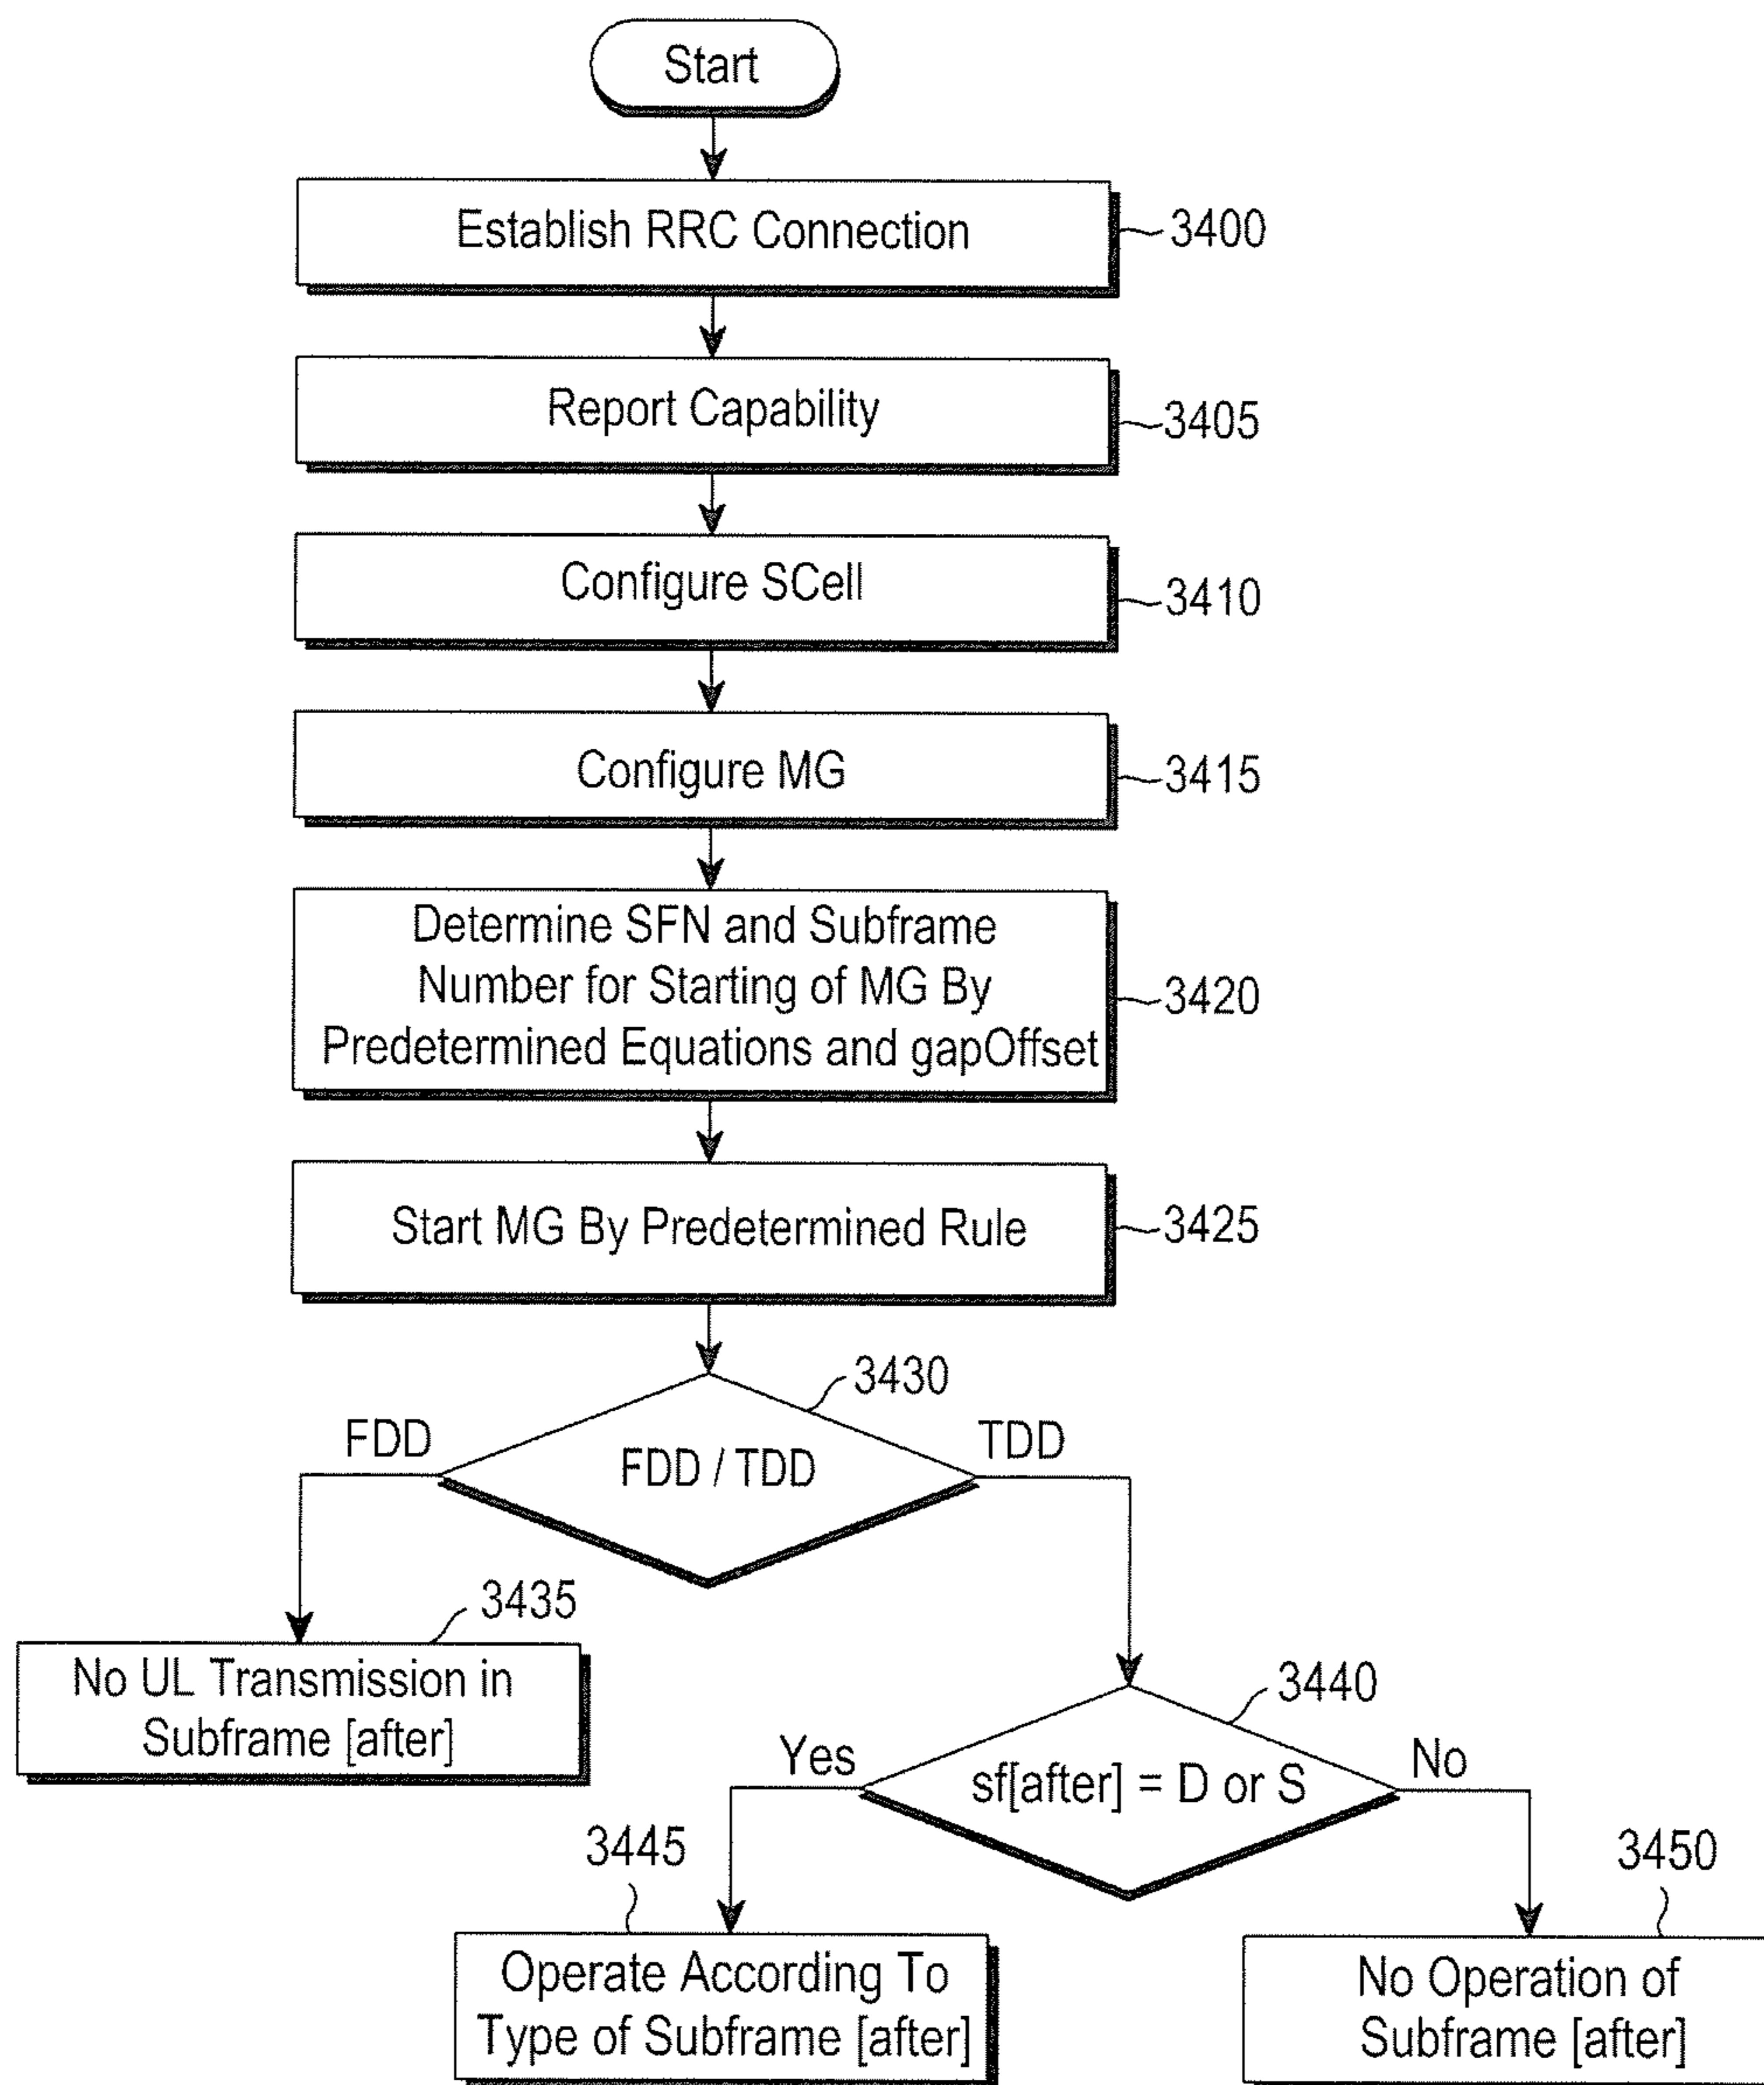 Start
Establish RRC Connection
3400
Report Capability
3405
Configure SCell
3410
Configure MG
3415
Determine SFN and Subframe
Number for Starting of MG By
Predetermined Equations and gapOffset
3420
Start MG By Predetermined Rule
3425
3430
FDD
FDD / TDD
TDD
3435
No UL Transmission in
Subframe [after]
3440
Yes
sf[after] = D or S
No
3445
Operate According To
Type of Subframe [after]
3450
No Operation of
Subframe [after]